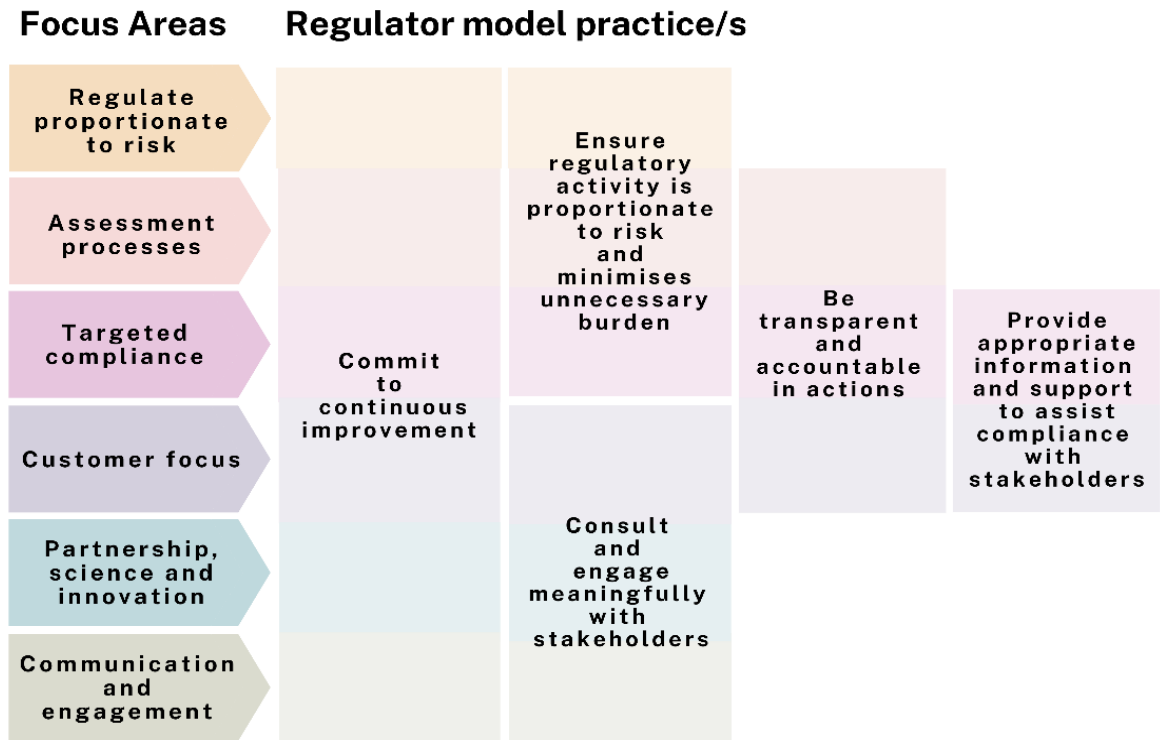 Focus Areas
Regulator model practice/s
Regulate
proportionate
to risk
Assessment
processes
Targeted
compliance
Customer focus
Partnership,
science and
innovation
Communication
and
engagement
Commit
to
continuous
improvement
Ensure
regulatory
activity is
proportionate
to risk
and
minimises
unnecessary
burden
Consult
and
engage
meaningfully
with
stakeholders
Be
transparent
and
accountable
in actions
Provide
appropriate
information
and support
to assist
compliance
with
stakeholders